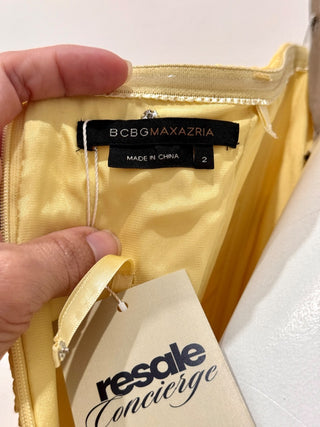 BCBGMAXAZRIA
MADE IN CHINA
2
resale
Concierge